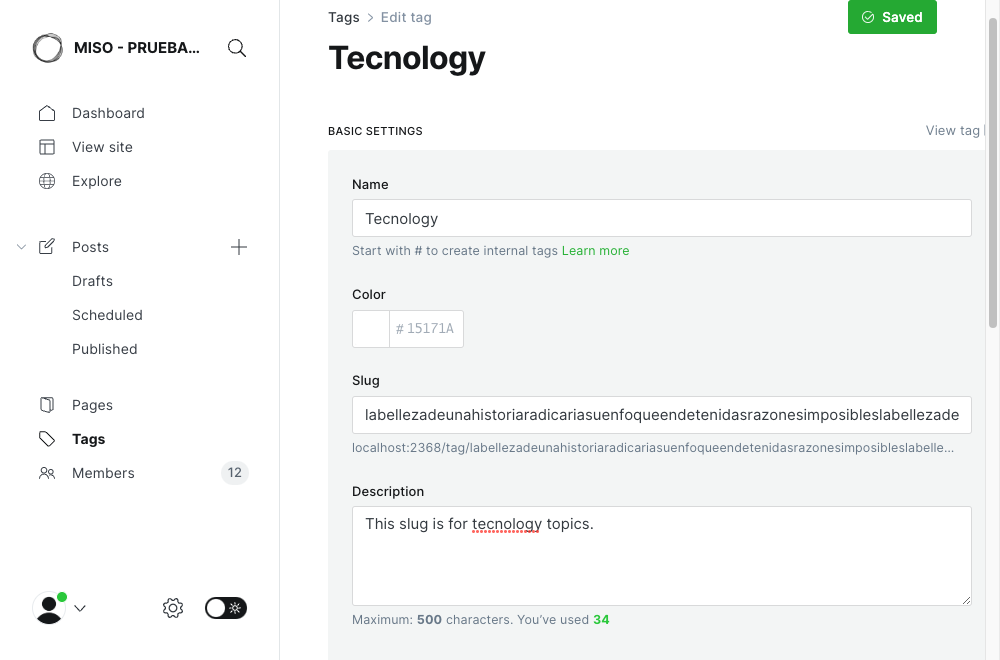 MISO - PRUEBA...
Dashboard
View site
Explore
Posts
Drafts
Scheduled
Published
Pages
Tags
Members 12
Tags > Edit tag
Saved
Tecnology
BASIC SETTINGS
View tag
Name
Tecnology
Start with # to create internal tags Learn more
Color
# 15171A
Slug
labellezadeunahistoriaradicariasuenfoqueendetenidasrazonesimposibleslabellezade
localhost:2368/tag/labellezadeunahistoriaradicariasuenfoqueendetenidasrazonesimposibleslabelle...
Description
This slug is for tecnology topics.
Maximum: 500 characters. You've used 34